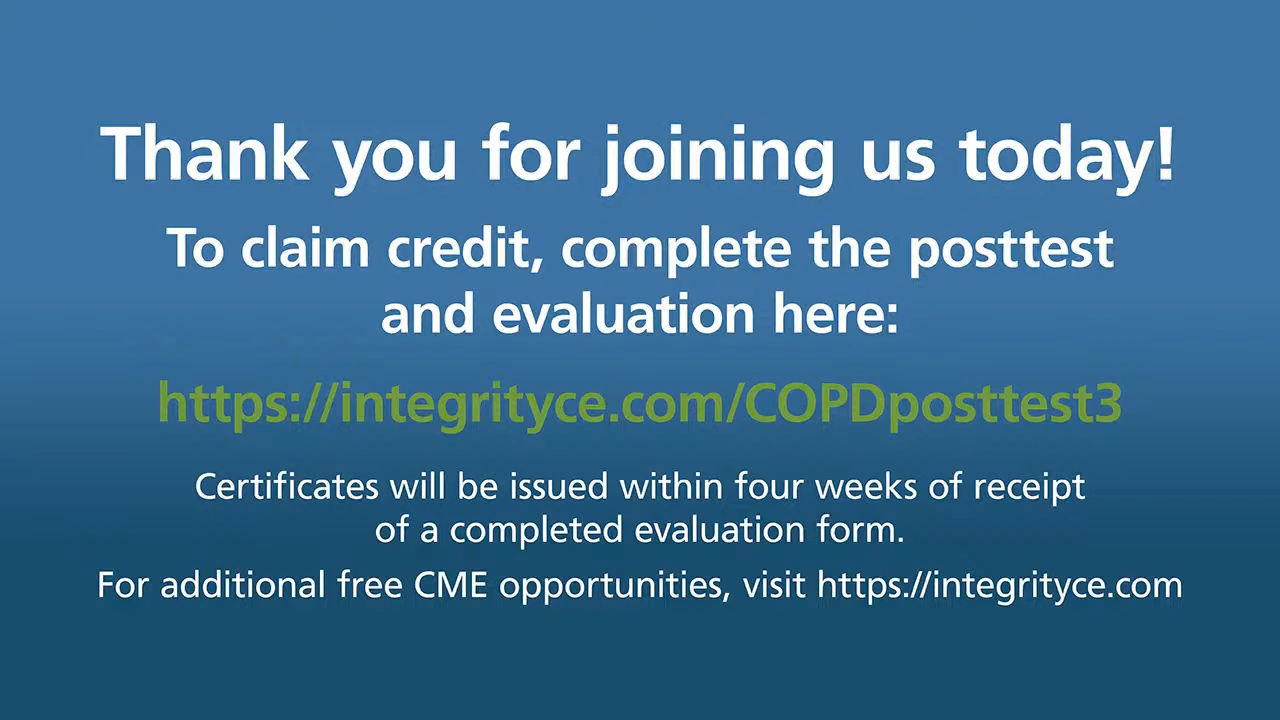 Thank you for joining us today!
To claim credit, complete the posttest
and evaluation here:
https://integrityce.com/COPDposttest3
Certificates will be issued within four weeks of receipt
of a completed evaluation form.
For additional free CME opportunities, visit https://integrityce.com